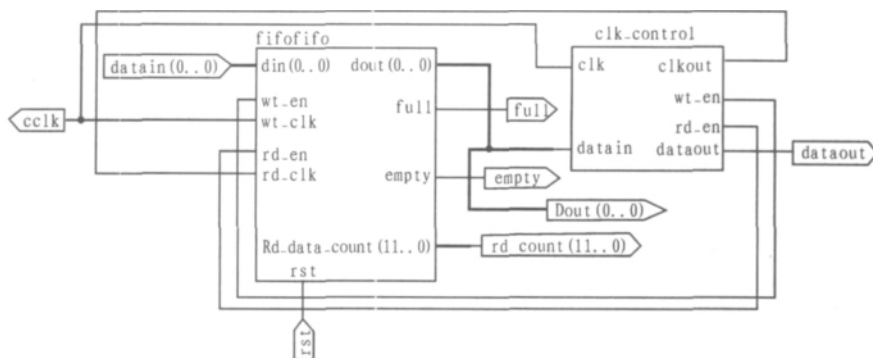 fifofifo
clk_control
datain(0..0)
din(0..0)
dout(0..0)
clk
clkout
wt_en
full
full
wt_en
cclk
wt_clk
rd_en
rd_en
datain
dataout
dataout
rd_clk
empty
empty
Dout(0..0)
Rd_data_count(11..0)
rd_count(11..0)
rst
rst